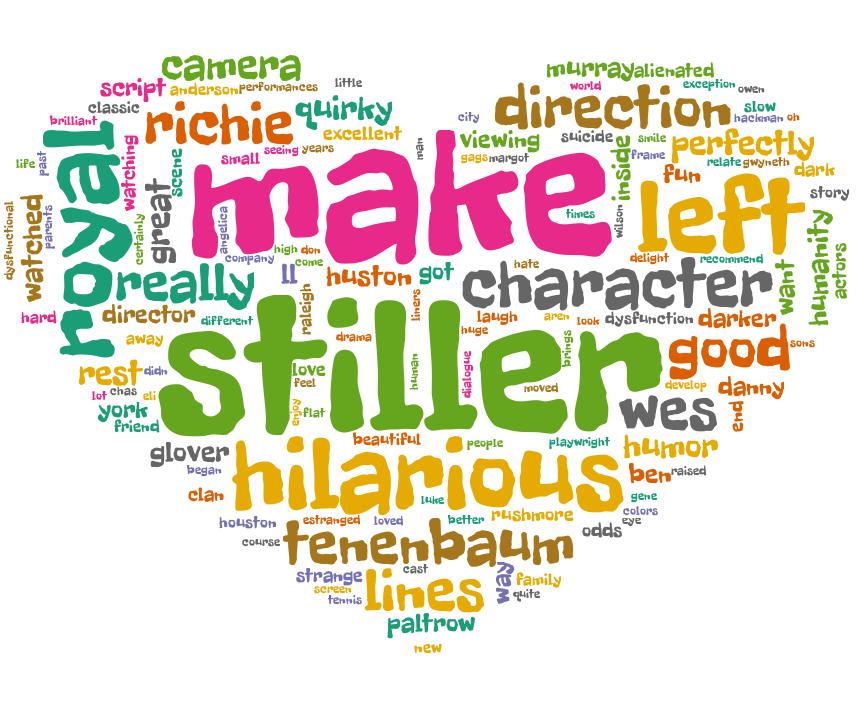 camera
murray
alienated
script
anderson
performances
little
world
exception
owen
classic
richie
quirky
direction
slow
brilliant
excellent
city
viewing
suicide
smile
perfectly
hackman
oh
royal
watching
scene
small
seeing
years
man
make
gags
margot
inside
frame
fun
relate
gwyneth
dark
life
past
great
left
story
dysfunctional
watched
parents
certainly
angelica
times
wilson
humanity
actors
company
high
don
come
hate
delight
recommend
really
ll
huston
got
character
want
hard
director
different
raleigh
liners
laugh
aren
look
dysfunction
darker
away
stiller
drama
huge
brings
good
sons
rest
didn
love
feel
human
dialogue
moved
develop
danny
lot
chas
eli
york
friend
enjoy
flat
wes
end
glover
beautiful
people
playwright
humor
began
hilarious
ben
raised
clan
luke
gene
houston
estranged
loved
better
rushmore
colors
eye
course
tenenbaum
odds
strange
cast
way
family
screen
tennis
lines
quite
paltrow
new